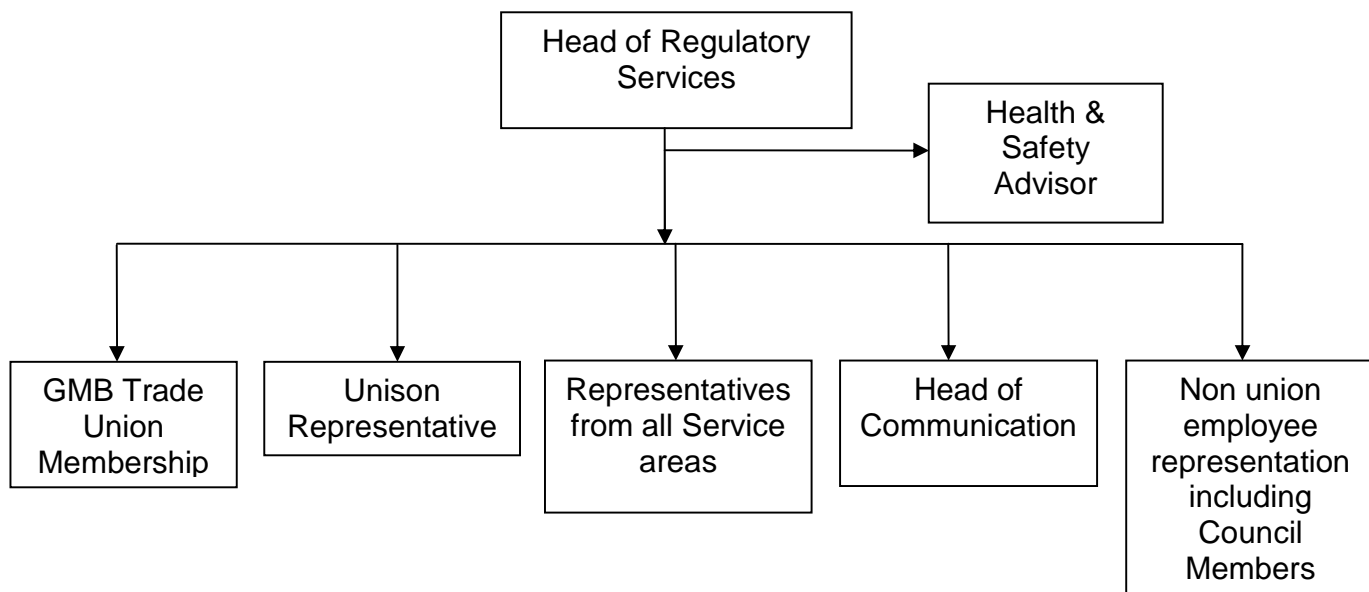 Head of Regulatory
Services
Health &
Safety
Advisor
GMB Trade
Union
Membership
Unison
Representative
Representatives
from all Service
areas
Head of
Communication
Non union
employee
representation
including
Council
Members